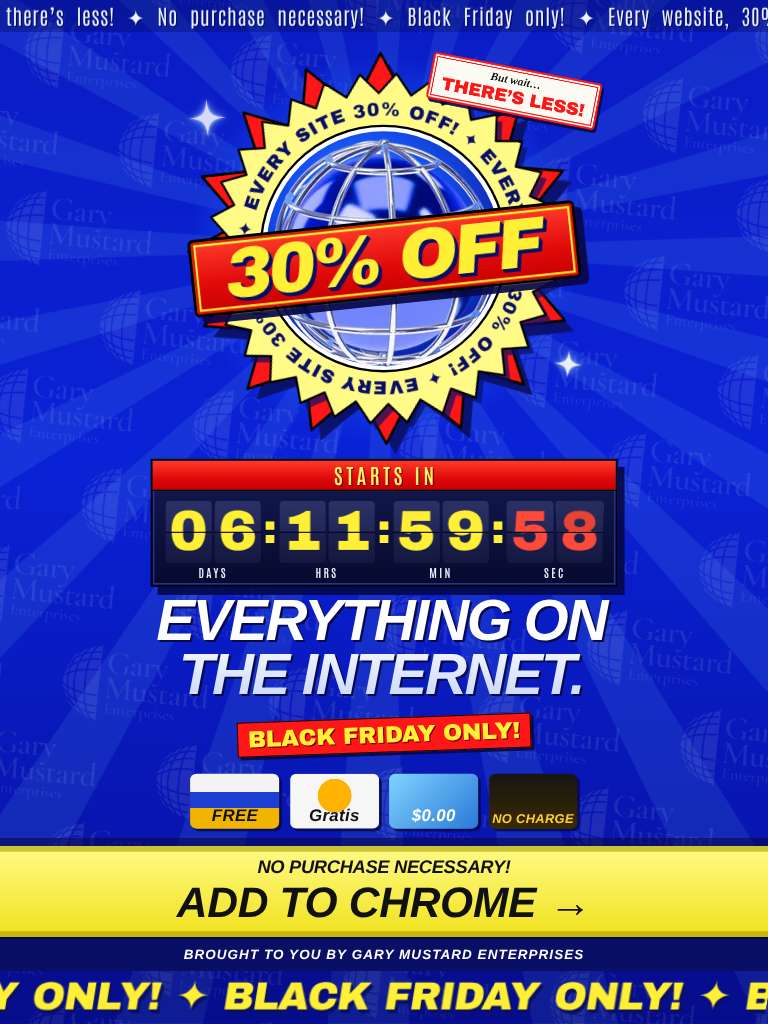 there’s less! ✦ No purchase necessary! ✦ Black Friday only! ✦ Every website, 30%
But wait...
THERE’S LESS!
EVERY SITE 30% OFF! ✦ EVERY SITE 30% OFF! ✦
30% OFF
STARTS IN
06:11:59:58
DAYS HRS MIN SEC
EVERYTHING ON
THE INTERNET.
BLACK FRIDAY ONLY!
FREE Gratis $0.00 NO CHARGE
NO PURCHASE NECESSARY!
ADD TO CHROME →
BROUGHT TO YOU BY GARY MUSTARD ENTERPRISES
Y ONLY! ✦ BLACK FRIDAY ONLY! ✦ B
Gary
Mustard
Enterprises